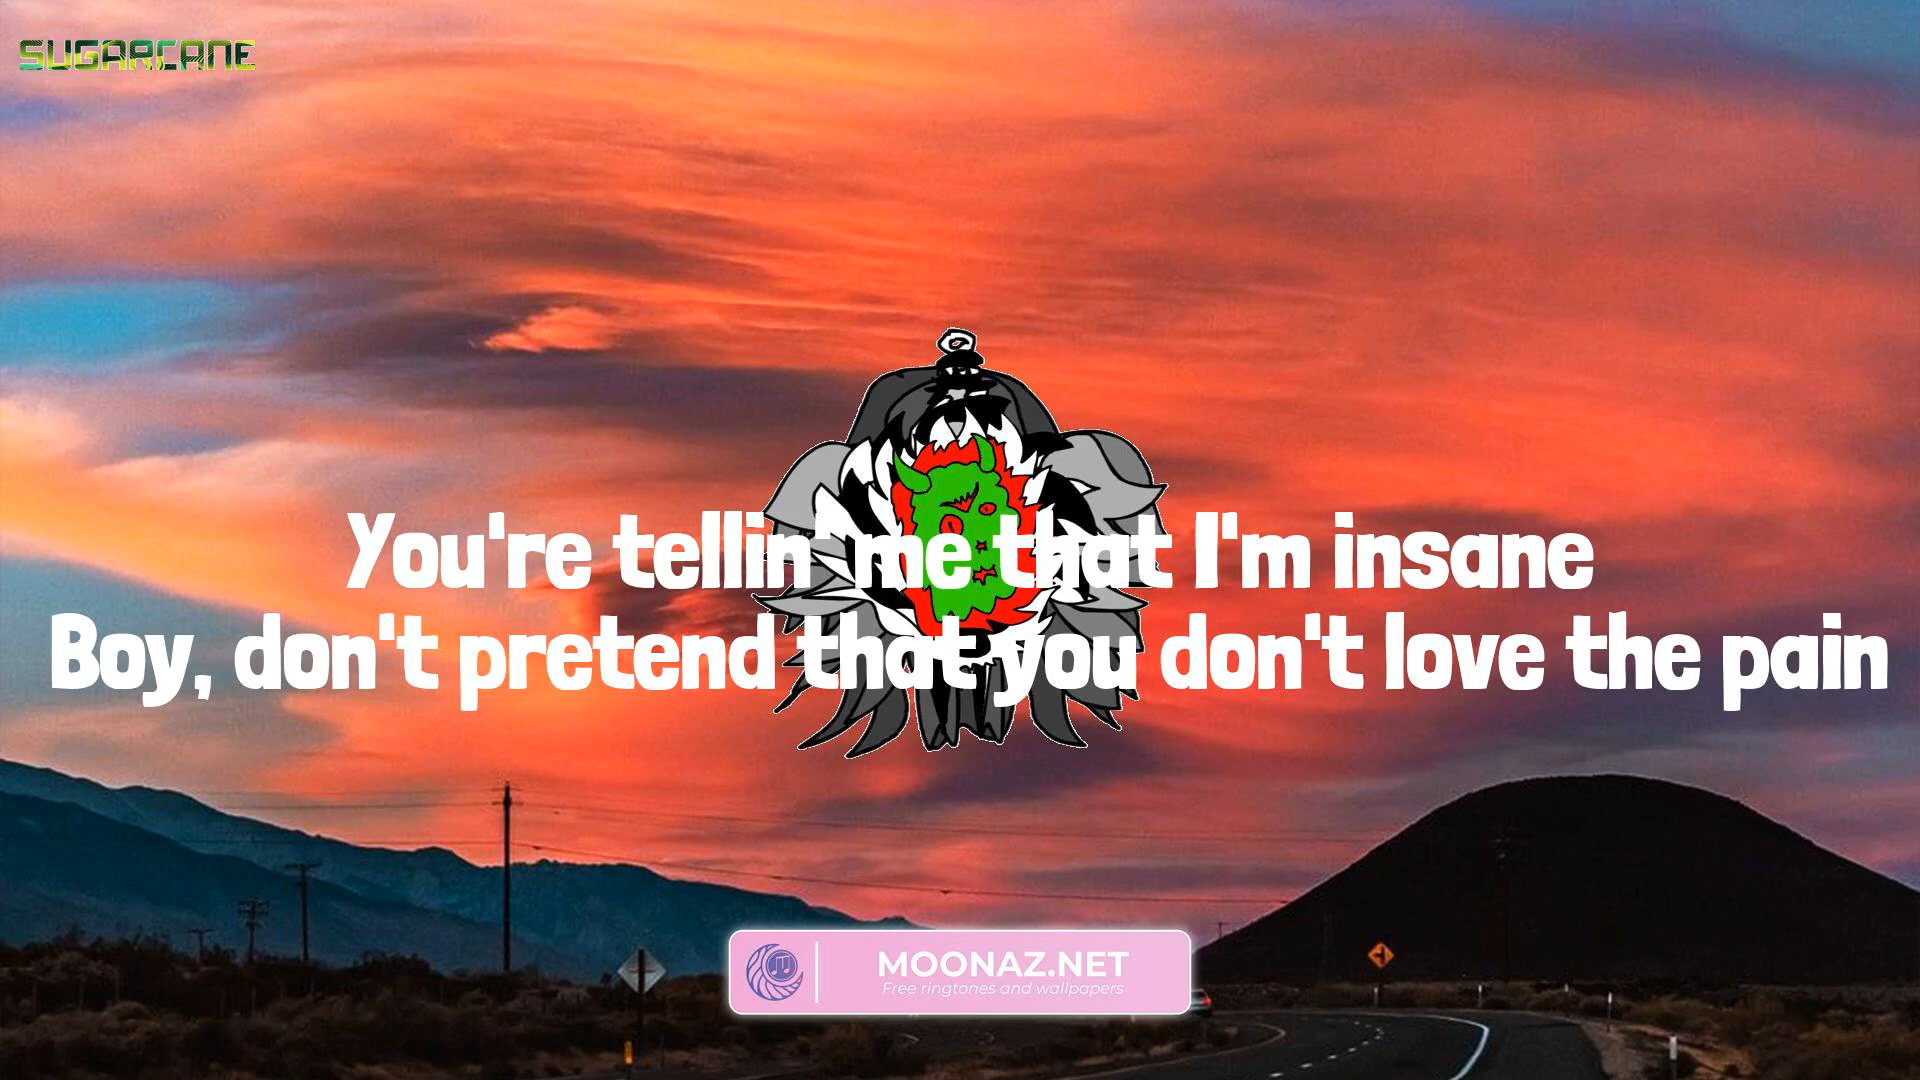 SUGARCANE
You're tellin' me that I'm insane
Boy, don't pretend that you don't love the pain
MOONAZ.NET
Free ringtones and wallpapers